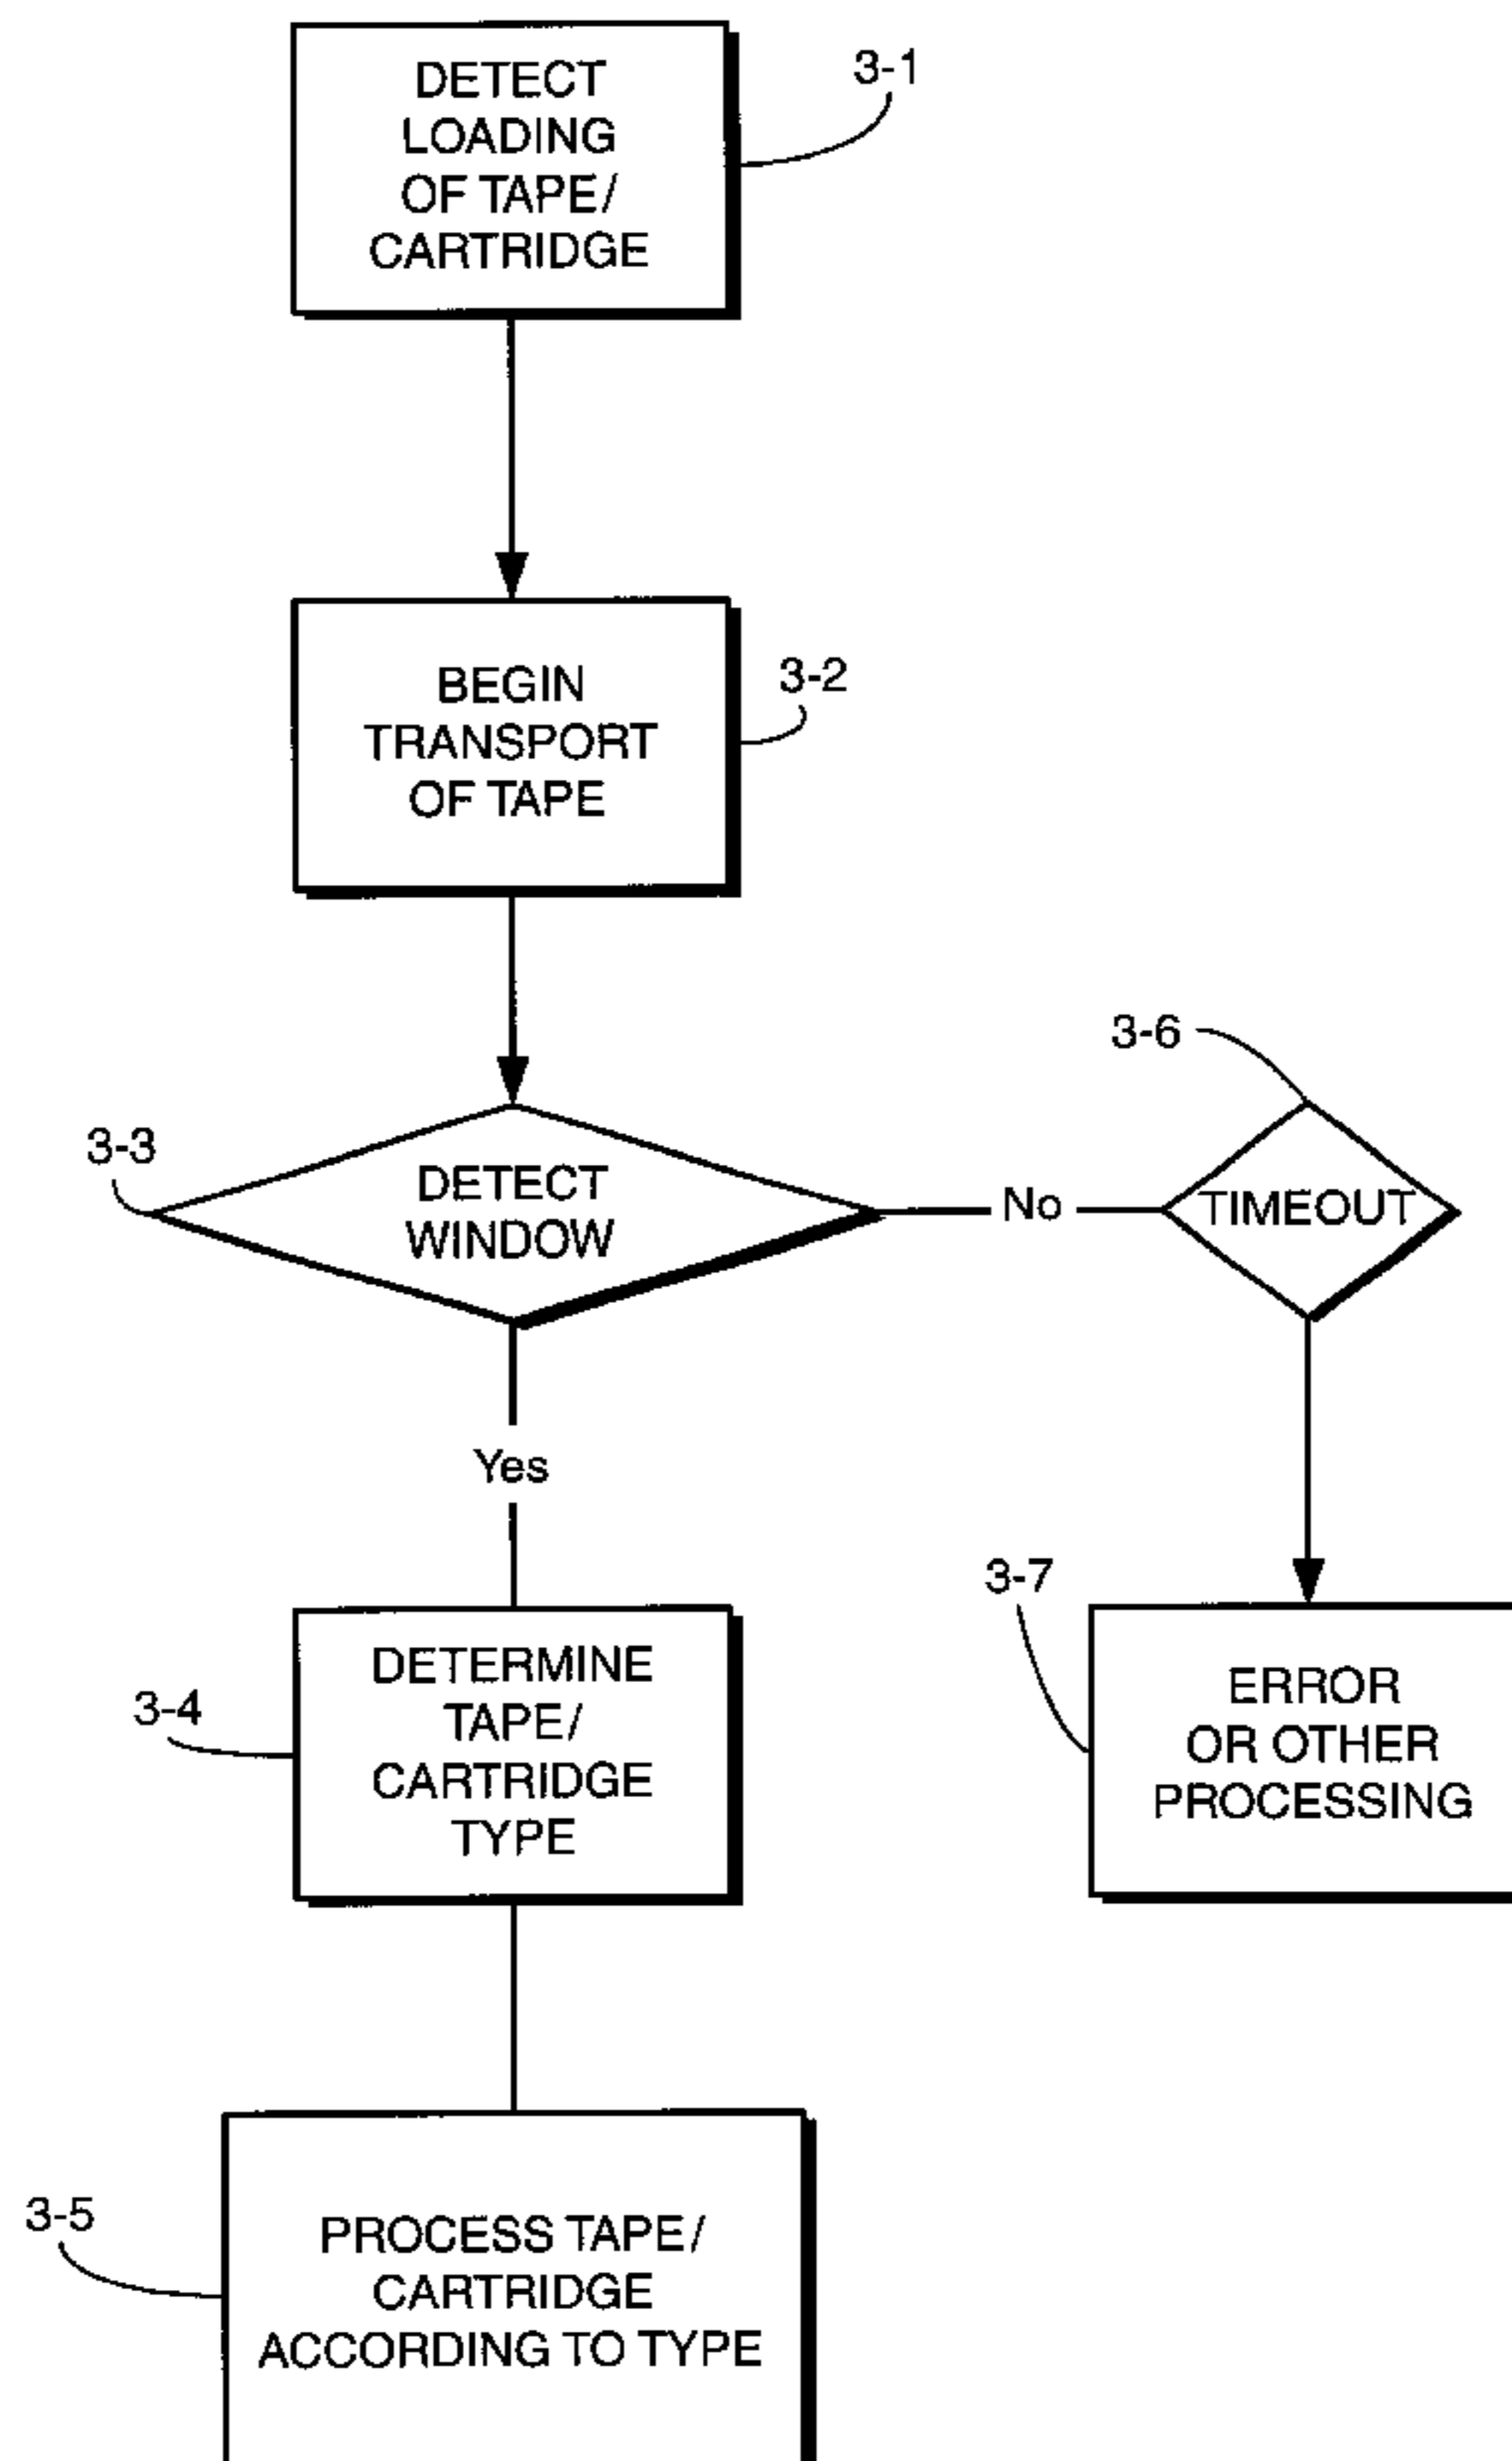 DETECT
LOADING
OF TAPE/
CARTRIDGE
3-1
BEGIN
TRANSPORT
OF TAPE
3-2
3-3
DETECT
WINDOW
No
3-6
TIMEOUT
Yes
3-4
DETERMINE
TAPE/
CARTRIDGE
TYPE
3-7
ERROR
OR OTHER
PROCESSING
3-5
PROCESS TAPE/
CARTRIDGE
ACCORDING TO TYPE